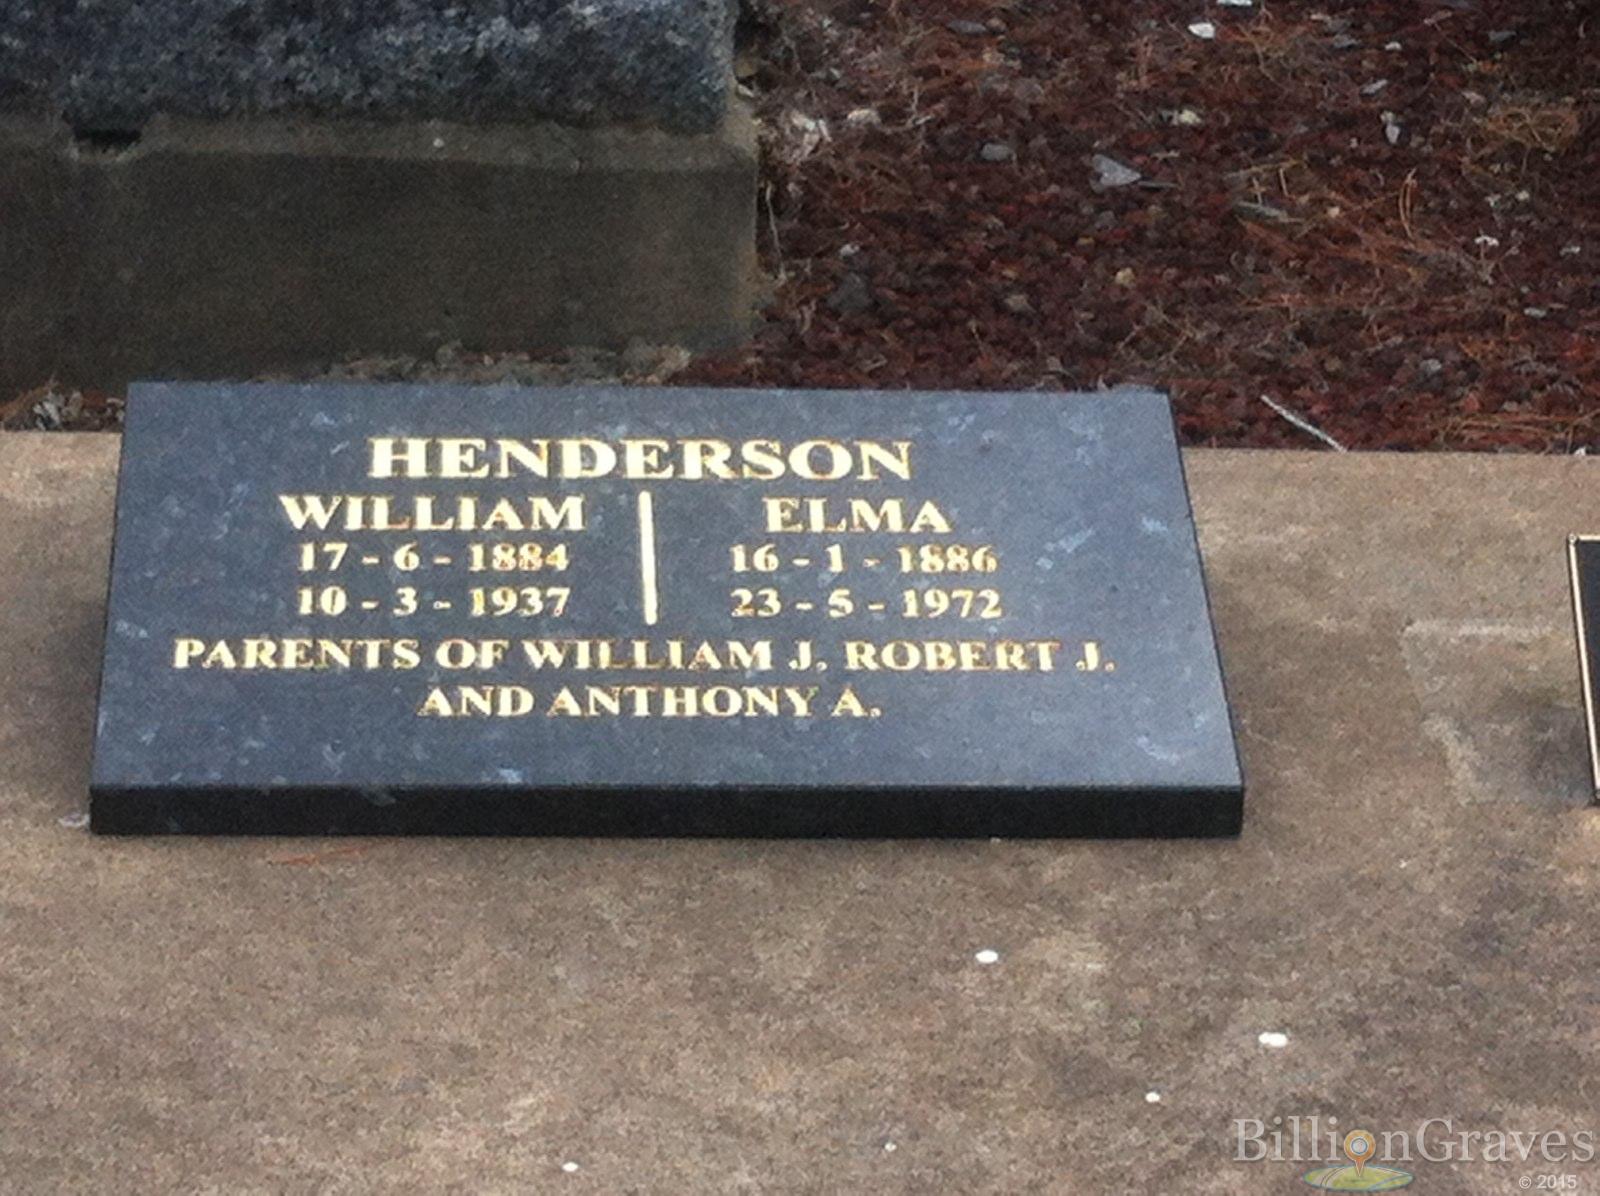 HENDERSON
WILLIAM
17 - 6 - 1884
10 - 3 - 1937
ELMA
16 - 1 - 1886
23 - 5 - 1972
PARENTS OF WILLIAM J. ROBERT J.
AND ANTHONY A.
BillionGraves
© 2015